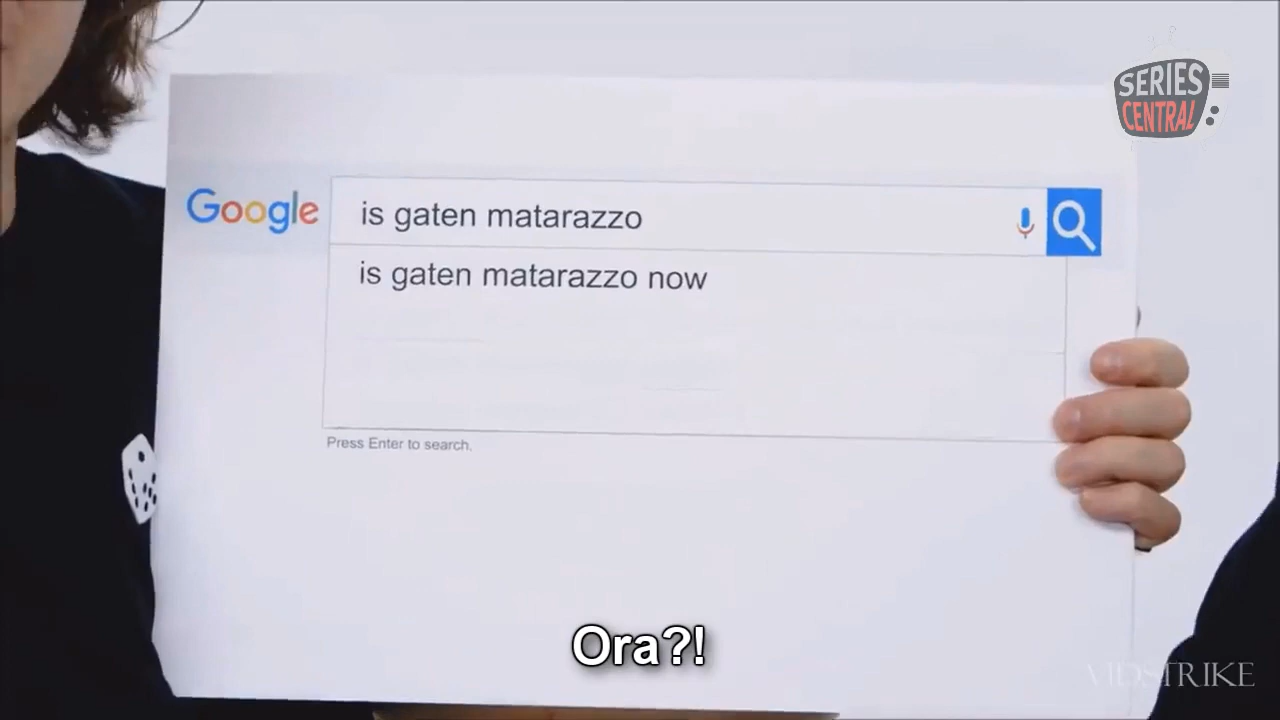 SERIES
CENTRAL
Google
is gaten matarazzo
is gaten matarazzo now
Press Enter to search.
Ora?!
VIDSTRIKE